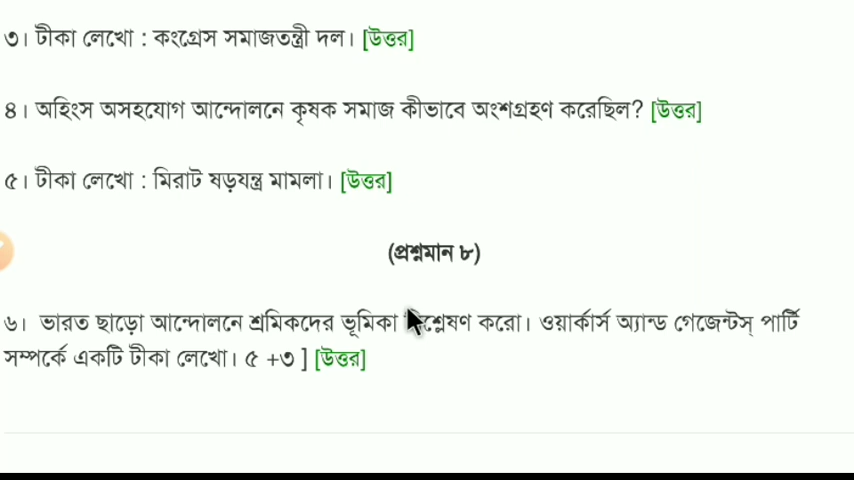 ৩। টীকা লেখো : কংগ্রেস সমাজতন্ত্রী দল। [উত্তর]
৪। অহিংস অসহযোগ আন্দোলনে কৃষক সমাজ কীভাবে অংশগ্রহণ করেছিল? [উত্তর]
৫। টীকা লেখো : মিরাট ষড়যন্ত্র মামলা। [উত্তর]
(প্রশ্নমান ৮)
৬। ভারত ছাড়ো আন্দোলনে শ্রমিকদের ভূমিকা করো। ওয়ার্কার্স অ্যান্ড পেজেন্টস্ পার্টি
সম্পর্কে একটি টীকা লেখো। ৫ +৩ ] [উত্তর]